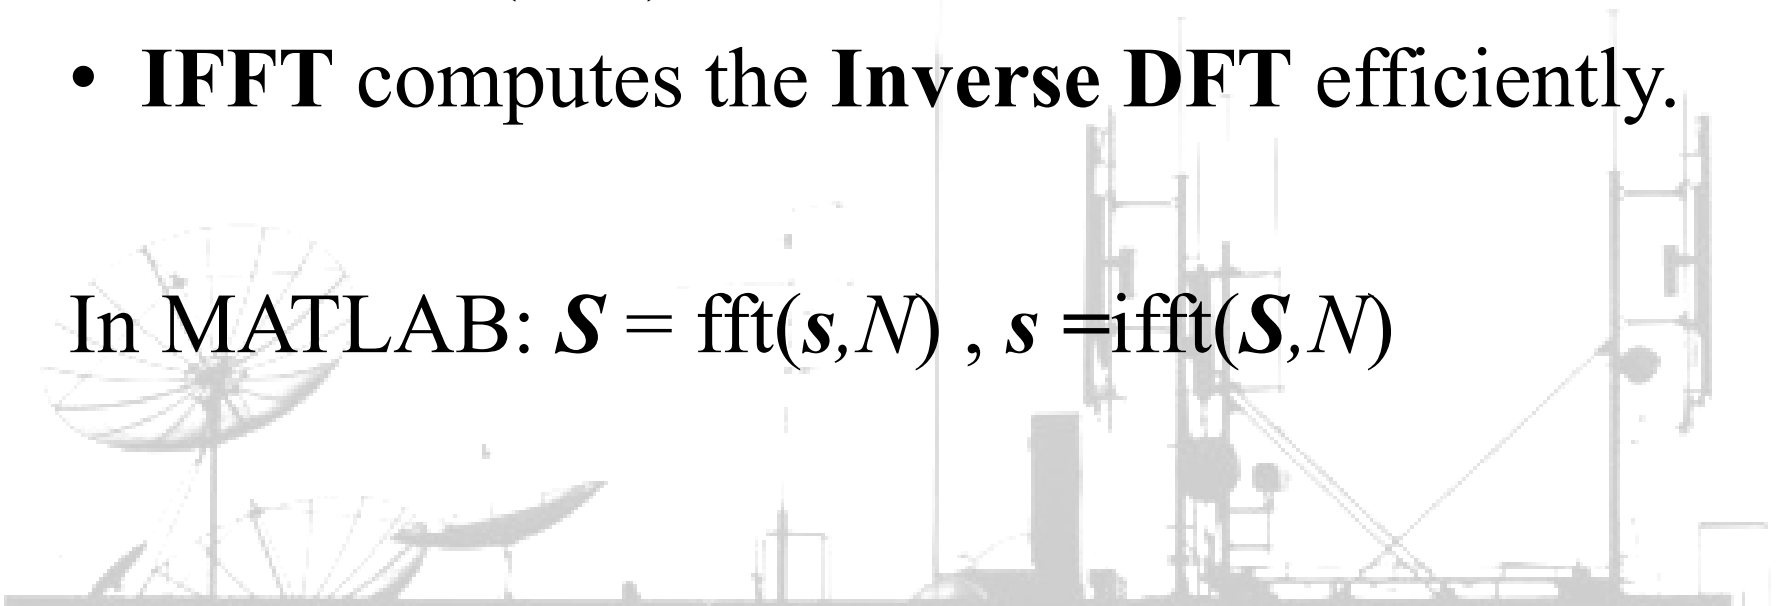 • IFFT computes the Inverse DFT efficiently.
In MATLAB: S = fft(s,N) , s =ifft(S,N)